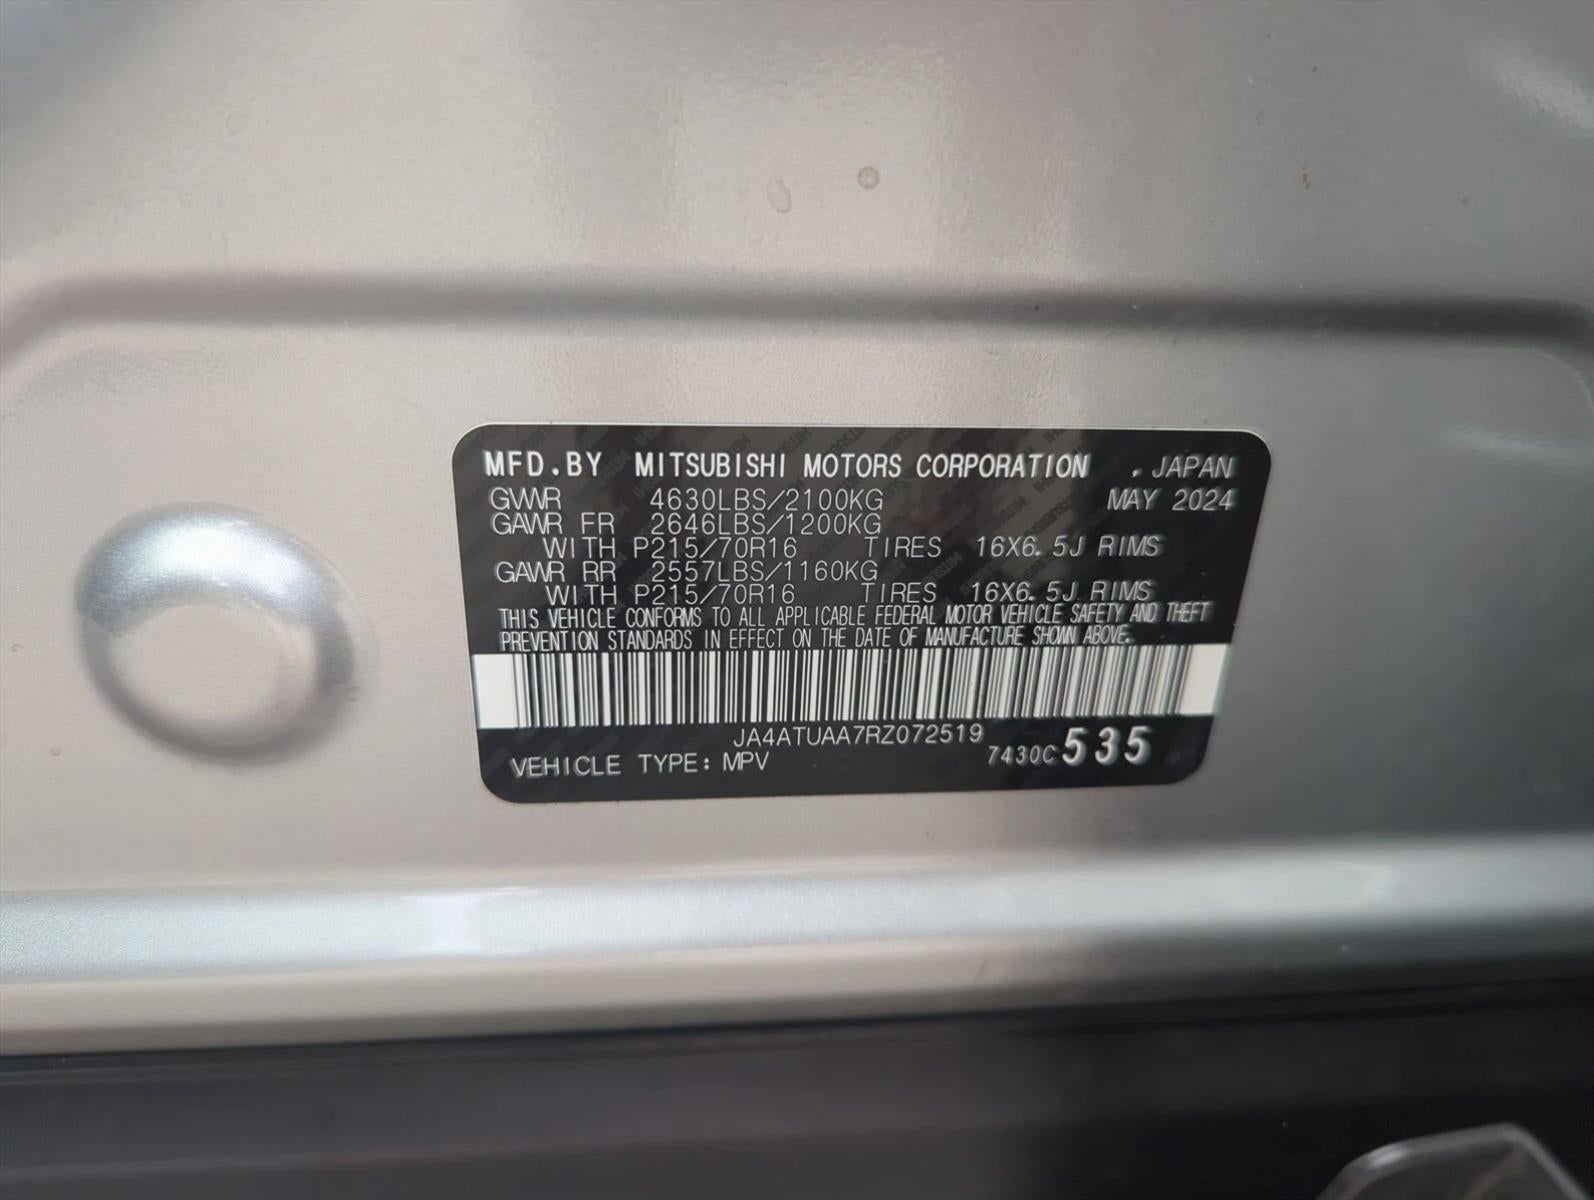 MFD.BY MITSUBISHI MOTORS CORPORATION , JAPAN
GVWR 4630LBS/2100KG MAY 2024
GAWR FR 2646LBS/1200KG
WITH P215/70R16 TIRES 16X6.5J RIMS
GAWR RR 2557LBS/1160KG
WITH P215/70R16 TIRES 16X6.5J RIMS
THIS VEHICLE CONFORMS TO ALL APPLICABLE FEDERAL MOTOR VEHICLE SAFETY AND THEFT
PREVENTION STANDARDS IN EFFECT ON THE DATE OF MANUFACTURE SHOWN ABOVE.
JA4ATUAA7RZ072519
VEHICLE TYPE: MPV 7430C 535